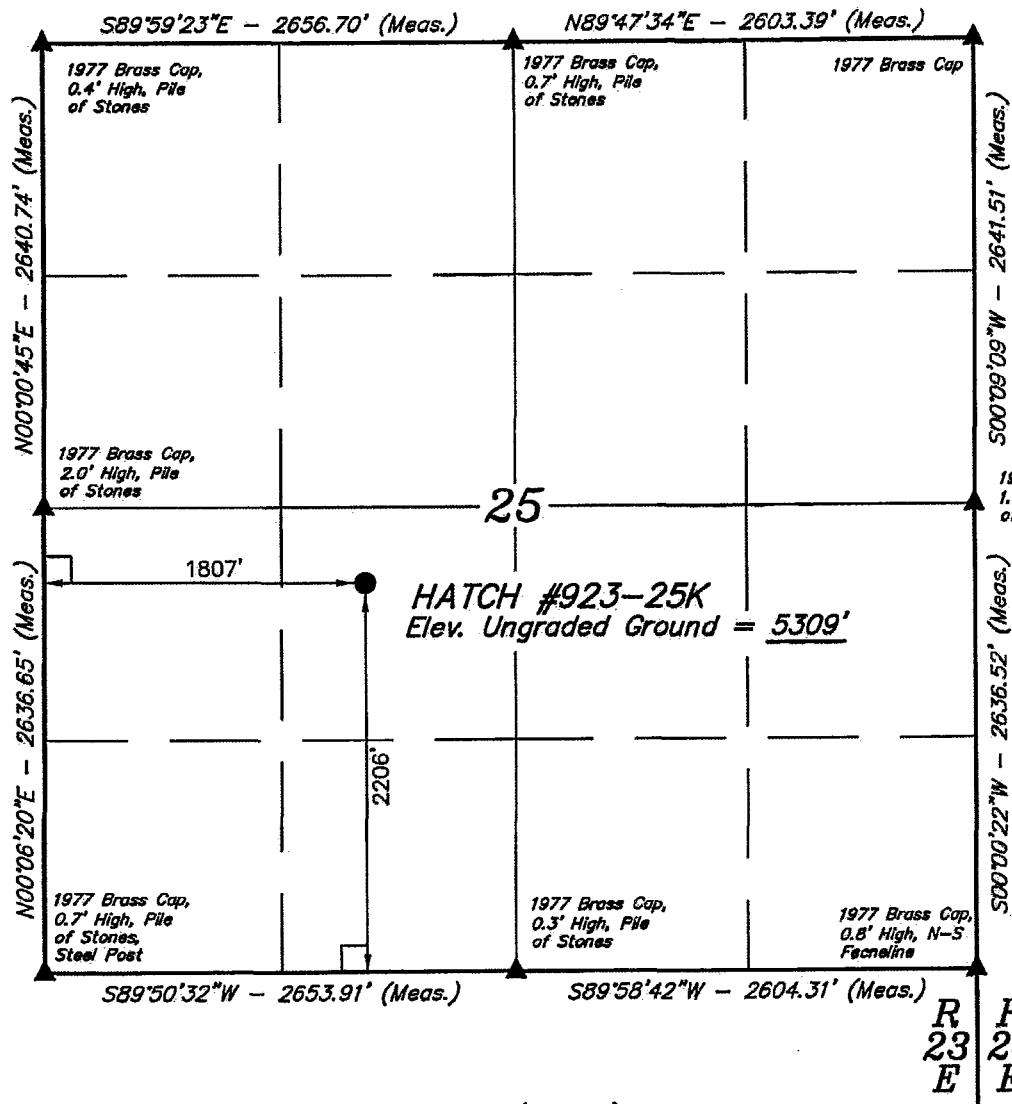 S89°59'23"E - 2656.70' (Meas.)
N89°47'34"E - 2603.39' (Meas.)
1977 Brass Cap,
0.4' High, Pile
of Stones
1977 Brass Cap,
0.7' High, Pile
of Stones
1977 Brass Cap
N00°00'45"E - 2640.74' (Meas.)
S00°09'09"W - 2641.51' (Meas.)
1977 Brass Cap,
2.0' High, Pile
of Stones
25
1807'
HATCH #923-25K
Elev. Ungraded Ground = 5309'
2206'
N00°06'20"E - 2636.65' (Meas.)
S00°00'22"W - 2636.52' (Meas.)
1977 Brass Cap,
0.7' High, Pile
of Stones,
Steel Post
1977 Brass Cap,
0.3' High, Pile
of Stones
1977 Brass Cap,
0.8' High, N-S
Fecneline
S89°50'32"W - 2653.91' (Meas.)
S89°58'42"W - 2604.31' (Meas.)
R
23
E